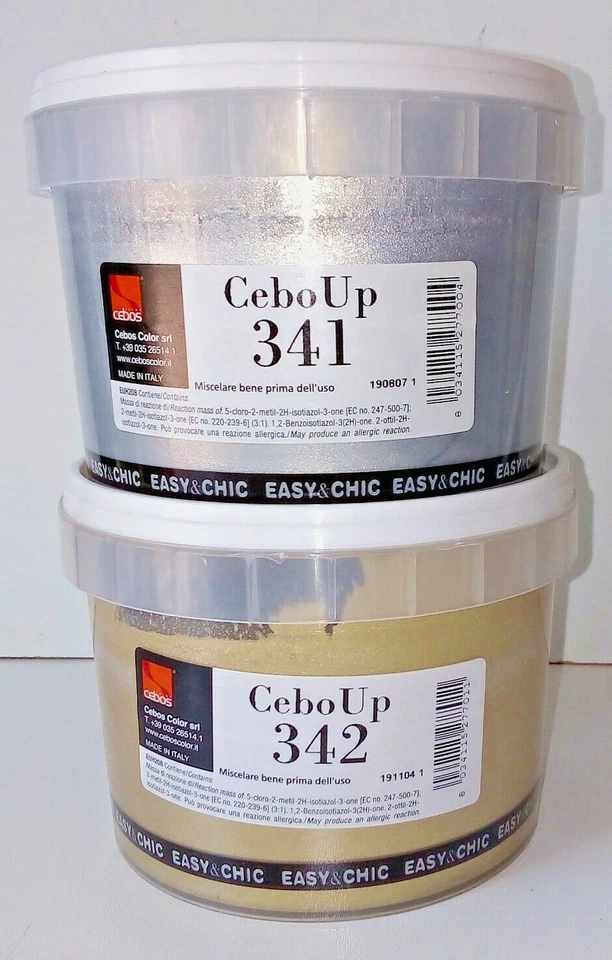 CeboUp
341
cebos
Cebos Color srl
T. +39 035 26514.1
www.ceboscolor.it
MADE IN ITALY
Miscelare bene prima dell'uso 190807 1
8 034115 277004
EUH208 Contiene/Contains:
Massa di reazione di/Reaction mass of: 5-cloro-2-metil-2H-isotiazol-3-one [EC no. 247-500-7];
2-metil-2H-isotiazol-3-one [EC no. 220-239-6] (3:1). 1,2-Benzoisotiazol-3(2H)-one. 2-ottil-2H-
isotiazol-3-one. Può provocare una reazione allergica./May produce an allergic reaction.
EASY&CHIC EASY&CHIC EASY&CHIC EASY&CHIC EASY&
CeboUp
342
cebos
Cebos Color srl
T. +39 035 26514.1
www.ceboscolor.it
MADE IN ITALY
Miscelare bene prima dell'uso 191104 1
8 034115 277011
EUH208 Contiene/Contains:
Massa di reazione di/Reaction mass of: 5-cloro-2-metil-2H-isotiazol-3-one [EC no. 247-500-7];
2-metil-2H-isotiazol-3-one [EC no. 220-239-6] (3:1). 1,2-Benzoisotiazol-3(2H)-one. 2-ottil-2H-
isotiazol-3-one. Può provocare una reazione allergica./May produce an allergic reaction.
EASY&CHIC EASY&CHIC EASY&CHIC EASY&CHIC EASY&